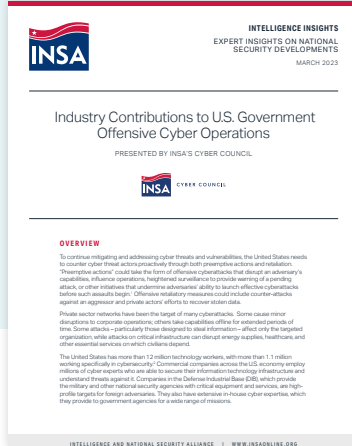 INSA
INTELLIGENCE INSIGHTS
EXPERT INSIGHTS ON NATIONAL
SECURITY DEVELOPMENTS
MARCH 2023
Industry Contributions to U.S. Government
Offensive Cyber Operations
PRESENTED BY INSA'S CYBER COUNCIL
INSA CYBER COUNCIL
OVERVIEW
To continue mitigating and addressing cyber threats and vulnerabilities, the United States needs
to counter cyber threat actors proactively through both preemptive actions and retaliation.
"Preemptive actions" could take the form of offensive cyberattacks that disrupt an adversary's
capabilities, influence operations, heightened surveillance to provide warning of a pending
attack, or other initiatives that undermine adversaries' ability to launch effective cyberattacks
before such assaults begin.¹ Offensive retaliatory measures could include counter-attacks
against an aggressor and private actors' efforts to recover stolen data.
Private sector networks have been the target of many cyberattacks. Some cause minor
disruptions to corporate operations; others take capabilities offline for extended periods of
time. Some attacks – particularly those designed to steal information – affect only the targeted
organization, while attacks on critical infrastructure can disrupt energy supplies, healthcare, and
other essential services on which civilians depend.
The United States has more than 12 million technology workers, with more than 1.1 million
working specifically in cybersecurity.² Commercial companies across the U.S. economy employ
millions of cyber experts who are able to secure their information technology infrastructure and
understand threats against it. Companies in the Defense Industrial Base (DIB), which provide
the military and other national security agencies with critical equipment and services, are high-
profile targets for foreign adversaries. They also have extensive in-house cyber expertise, which
they provide to government agencies for a wide range of missions.
INTELLIGENCE AND NATIONAL SECURITY ALLIANCE | WWW.INSAONLINE.ORG